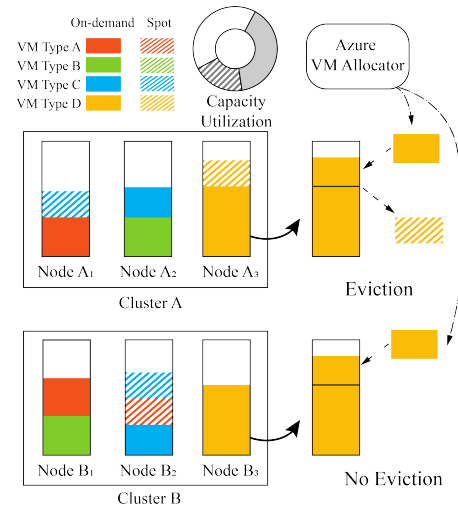 On-demand Spot
VM Type A
VM Type B
VM Type C
VM Type D
Capacity
Utilization
Azure
VM Allocator
Node A1 Node A2 Node A3
Cluster A
Eviction
Node B1 Node B2 Node B3
Cluster B
No Eviction